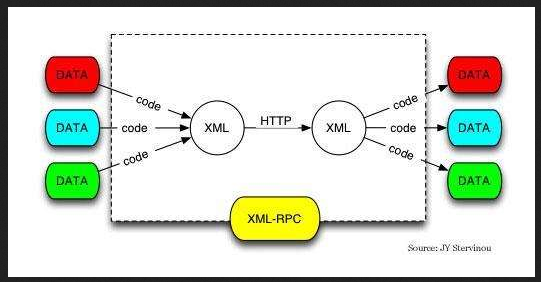 DATA
DATA
code
code
HTTP
DATA
code
XML
XML
code
DATA
code
code
DATA
DATA
XML-RPC
Source: JY Stervinou